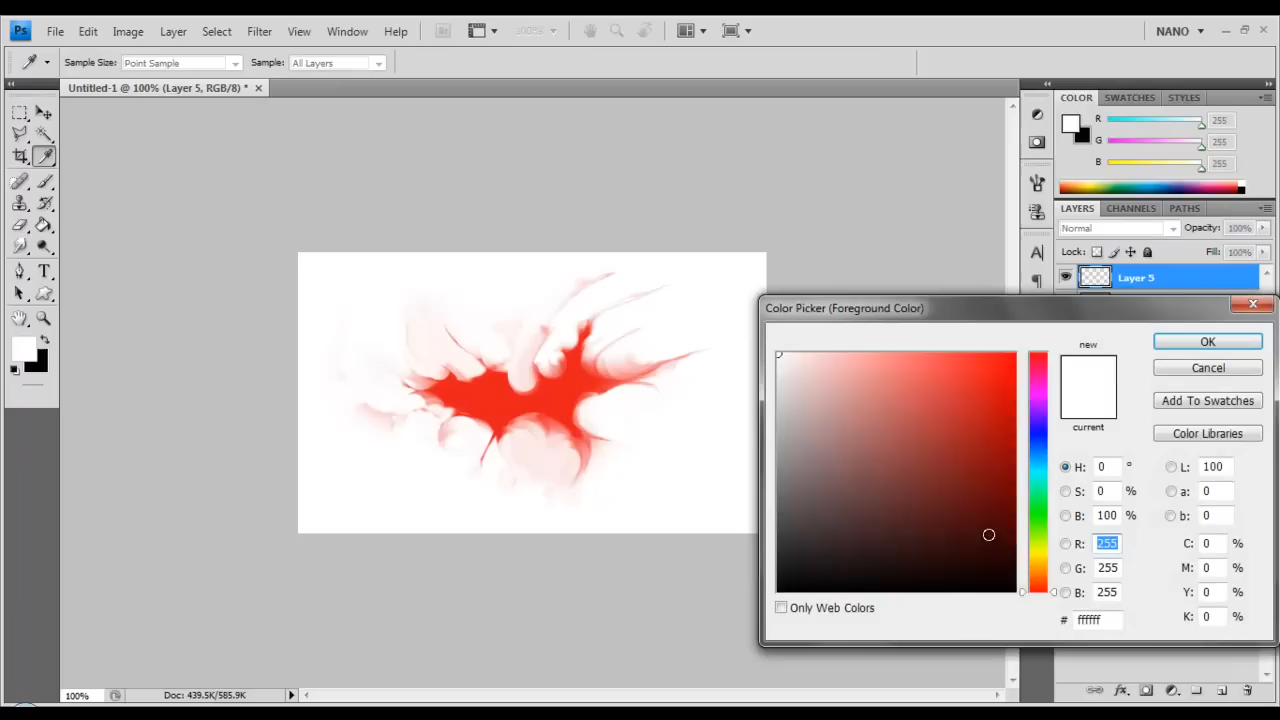 Ps File Edit Image Layer Select Filter View Window Help 100% NANO
Sample Size: Point Sample Sample: All Layers
Untitled-1 @ 100% (Layer 5, RGB/8) *
COLOR SWATCHES STYLES
R 255
G 255
B 255
LAYERS CHANNELS PATHS
Normal Opacity: 100%
Lock: Fill: 100%
Layer 5
Color Picker (Foreground Color)
new
current
OK
Cancel
Add To Swatches
Color Libraries
H: 0 ° L: 100
S: 0 % a: 0
B: 100 % b: 0
R: 255 C: 0 %
G: 255 M: 0 %
B: 255 Y: 0 %
# ffffff K: 0 %
Only Web Colors
100% Doc: 439.5K/585.9K